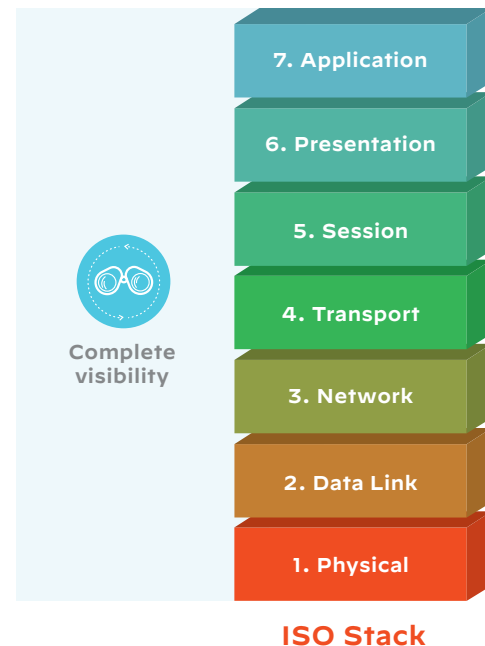 7. Application
6. Presentation
5. Session
4. Transport
3. Network
2. Data Link
1. Physical
Complete
visibility
ISO Stack